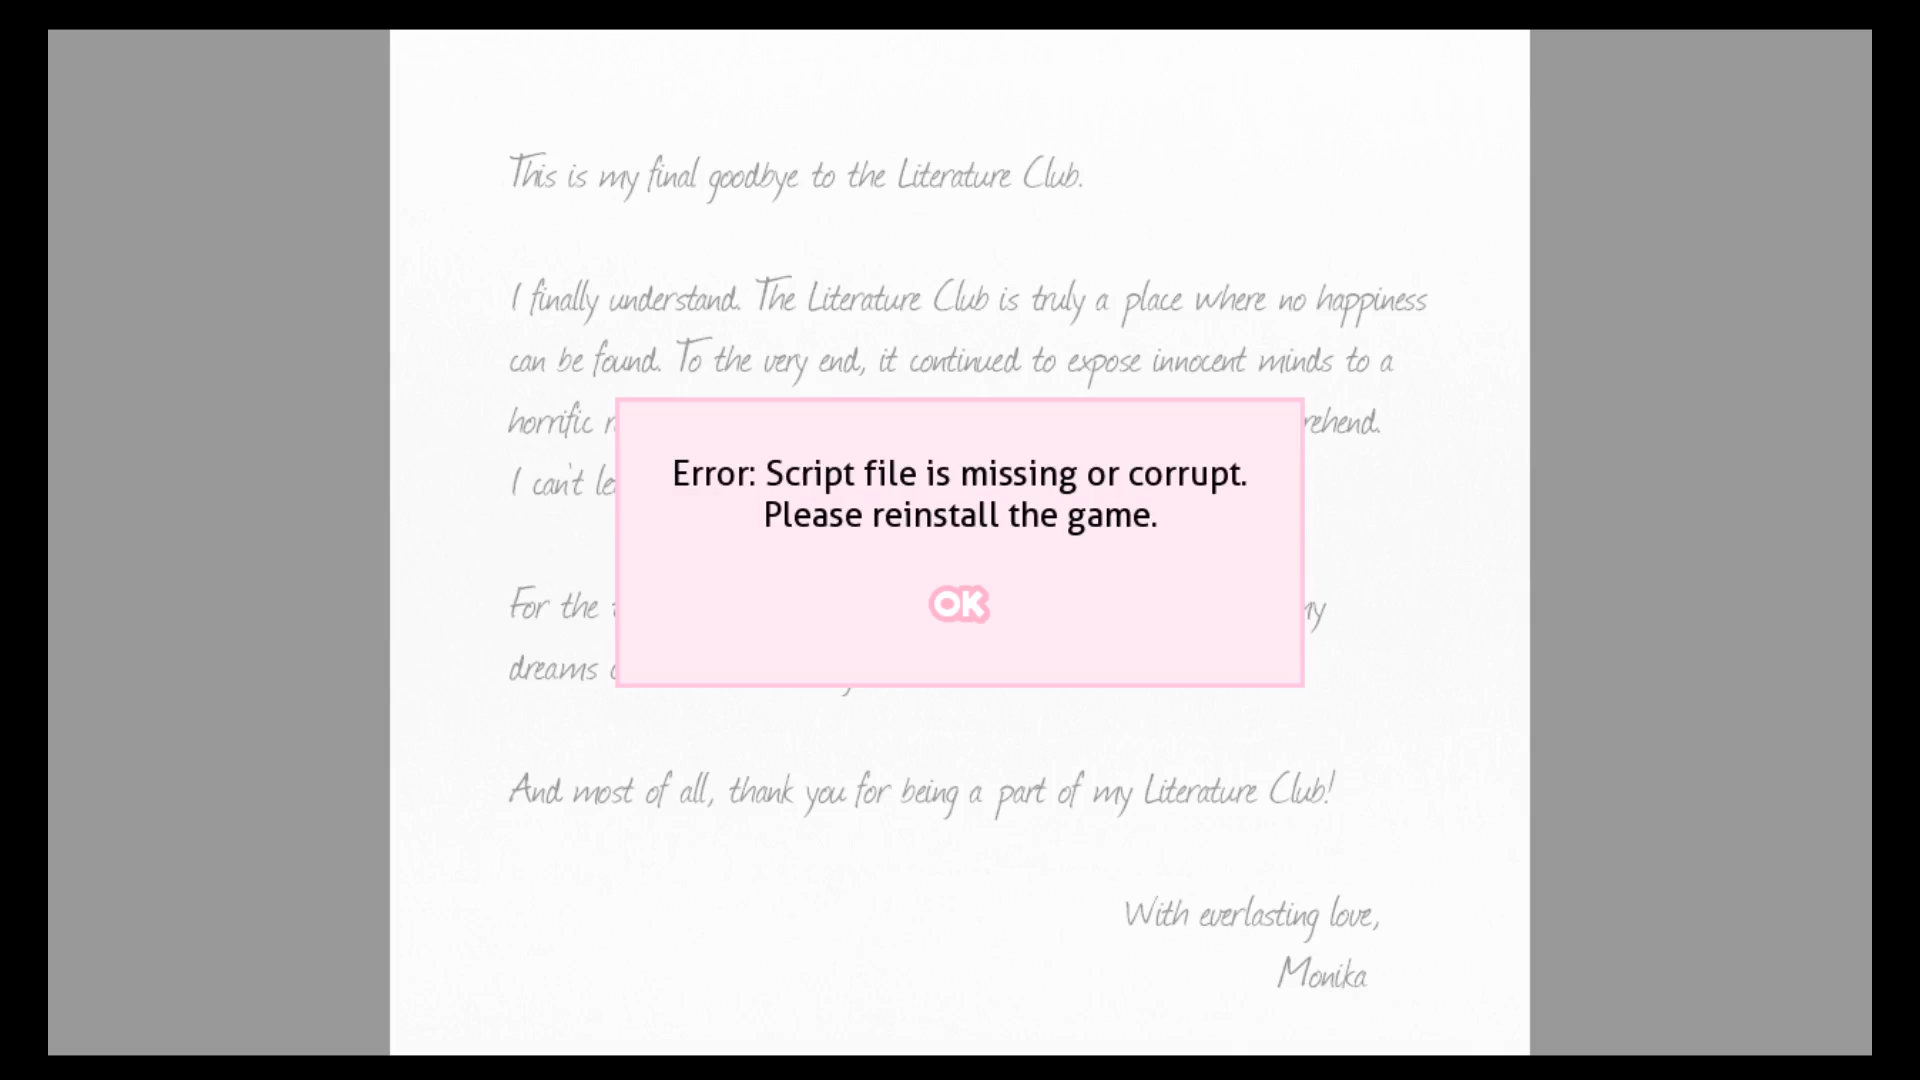 This is my final goodbye to the Literature Club.
I finally understand. The Literature Club is truly a place where no happiness
can be found. To the very end, it continued to expose innocent minds to a
horrific
I can't
Error: Script file is missing or corrupt.
Please reinstall the game.
OK
For the
dreams
And most of all, thank you for being a part of my Literature Club!
With everlasting love,
Monika